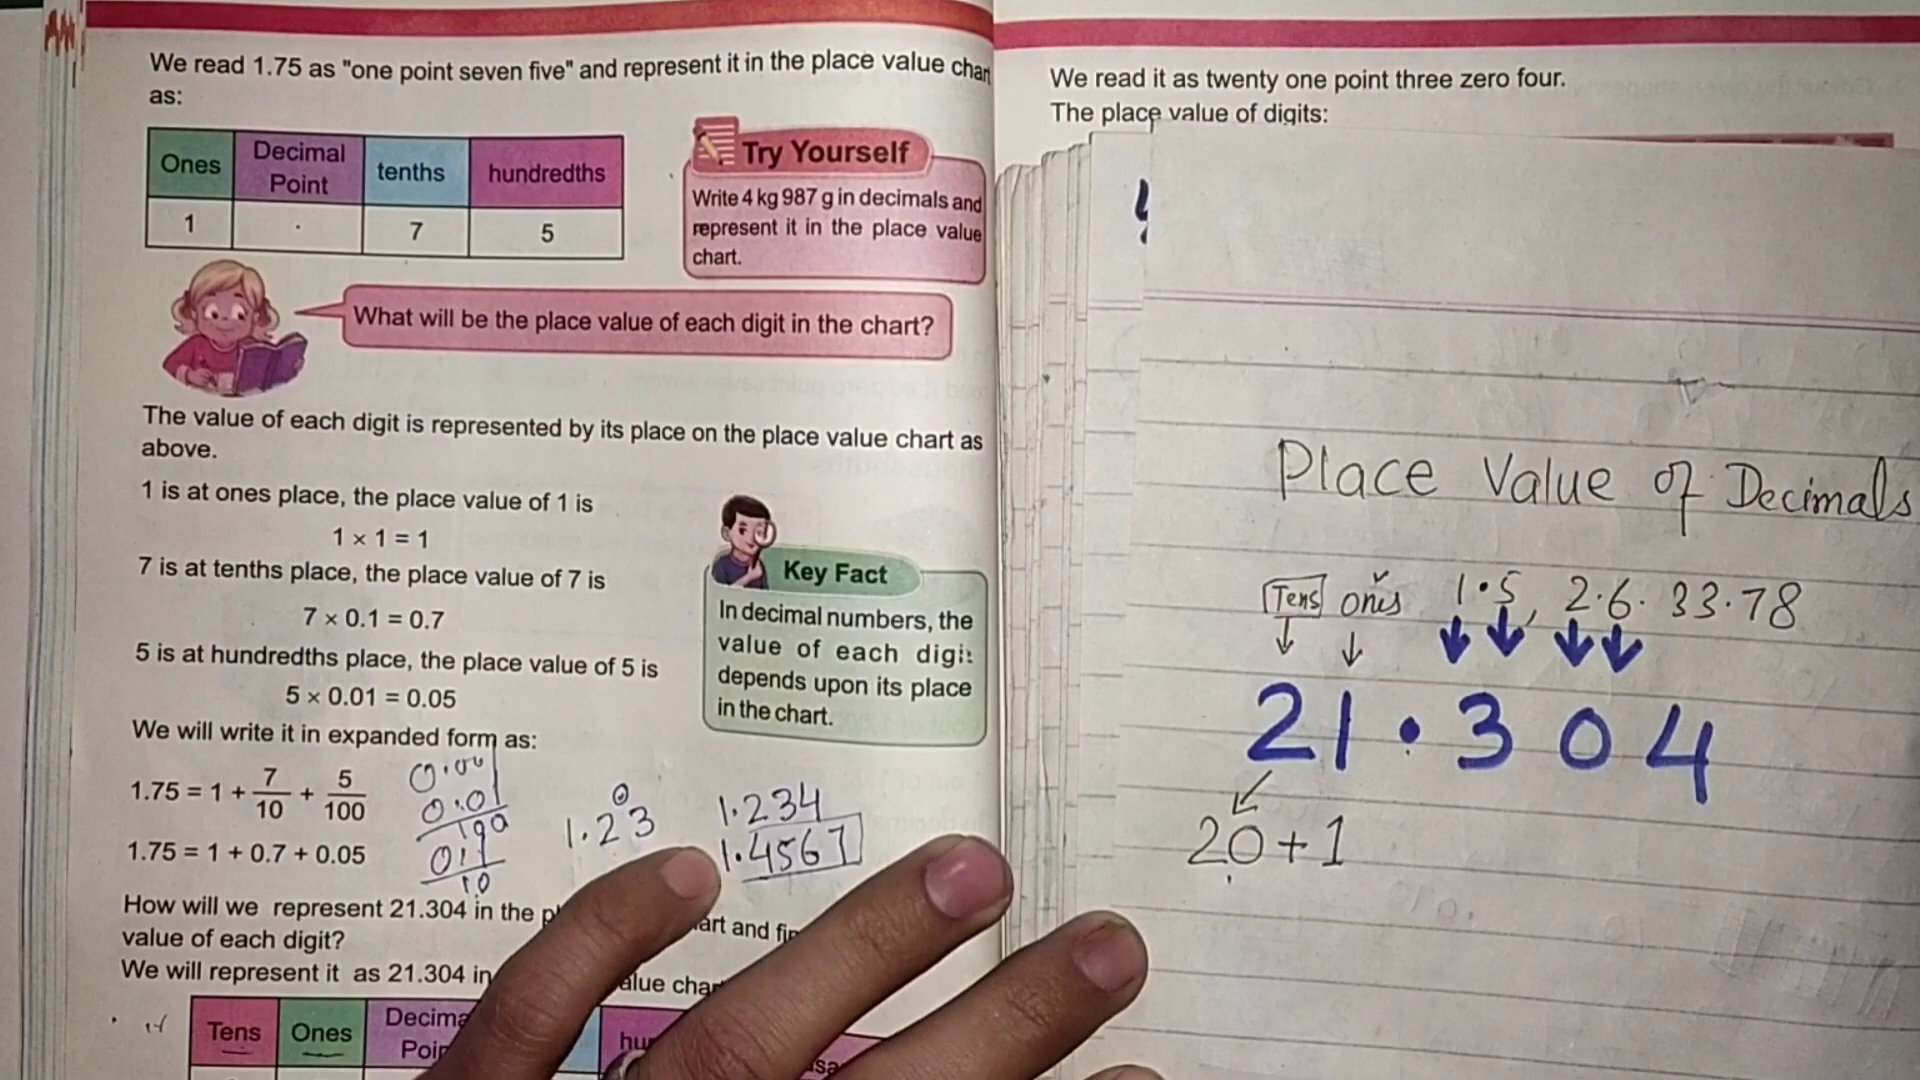 We read 1.75 as "one point seven five" and represent it in the place value chart
as:
Ones Decimal Point tenths hundredths
1 . 7 5
Try Yourself
Write 4 kg 987 g in decimals and
represent it in the place value
chart.
What will be the place value of each digit in the chart?
The value of each digit is represented by its place on the place value chart as
above.
1 is at ones place, the place value of 1 is
1 × 1 = 1
7 is at tenths place, the place value of 7 is
7 × 0.1 = 0.7
5 is at hundredths place, the place value of 5 is
5 × 0.01 = 0.05
Key Fact
In decimal numbers, the
value of each digit
depends upon its place
in the chart.
We will write it in expanded form as:
1.75 = 1 + 7/10 + 5/100
1.75 = 1 + 0.7 + 0.05
0.01
1.23
1.234
1.4567
How will we represent 21.304 in the
value of each digit?
We will represent it as 21.304 in
Tens Ones
We read it as twenty one point three zero four.
The place value of digits:
Place Value of Decimals
Tens ones 1.5, 2.6. 33.78
21.304
20+1